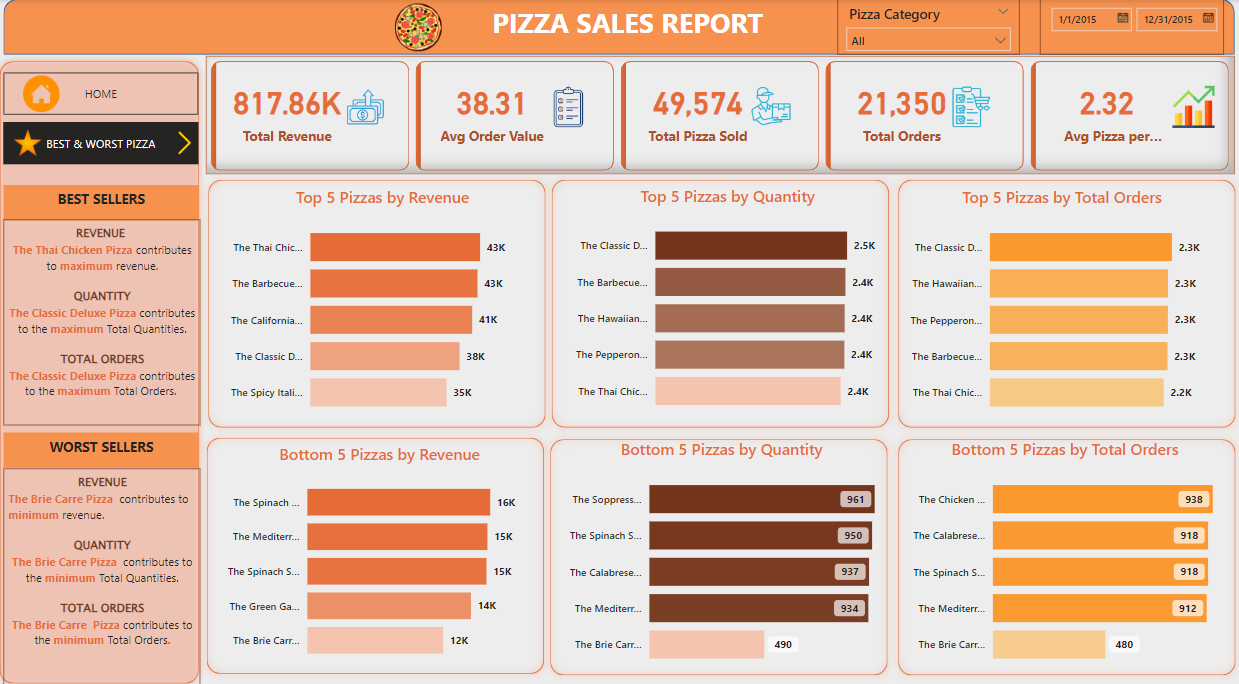 PIZZA SALES REPORT
Pizza Category
All
1/1/2015
12/31/2015
HOME
BEST & WORST PIZZA
817.86K
Total Revenue
38.31
Avg Order Value
49,574
Total Pizza Sold
21,350
Total Orders
2.32
Avg Pizza per...
BEST SELLERS
REVENUE
The Thai Chicken Pizza contributes
to maximum revenue.
QUANTITY
The Classic Deluxe Pizza contributes
to the maximum Total Quantities.
TOTAL ORDERS
The Classic Deluxe Pizza contributes
to the maximum Total Orders.
WORST SELLERS
REVENUE
The Brie Carre Pizza contributes to
minimum revenue.
QUANTITY
The Brie Carre Pizza contributes to
the minimum Total Quantities.
TOTAL ORDERS
The Brie Carre Pizza contributes to
the minimum Total Orders.
Top 5 Pizzas by Revenue
The Thai Chic... 43K
The Barbecue... 43K
The California... 41K
The Classic D... 38K
The Spicy Itali... 35K
Top 5 Pizzas by Quantity
The Classic D... 2.5K
The Barbecue... 2.4K
The Hawaiian... 2.4K
The Pepperon... 2.4K
The Thai Chic... 2.4K
Top 5 Pizzas by Total Orders
The Classic D... 2.3K
The Hawaiian... 2.3K
The Pepperon... 2.3K
The Barbecue... 2.3K
The Thai Chic... 2.2K
Bottom 5 Pizzas by Revenue
The Spinach ... 16K
The Mediterr... 15K
The Spinach S... 15K
The Green Ga... 14K
The Brie Carr... 12K
Bottom 5 Pizzas by Quantity
The Soppress... 961
The Spinach S... 950
The Calabrese... 937
The Mediterr... 934
The Brie Carr... 490
Bottom 5 Pizzas by Total Orders
The Chicken ... 938
The Calabrese... 918
The Spinach S... 918
The Mediterr... 912
The Brie Carr... 480